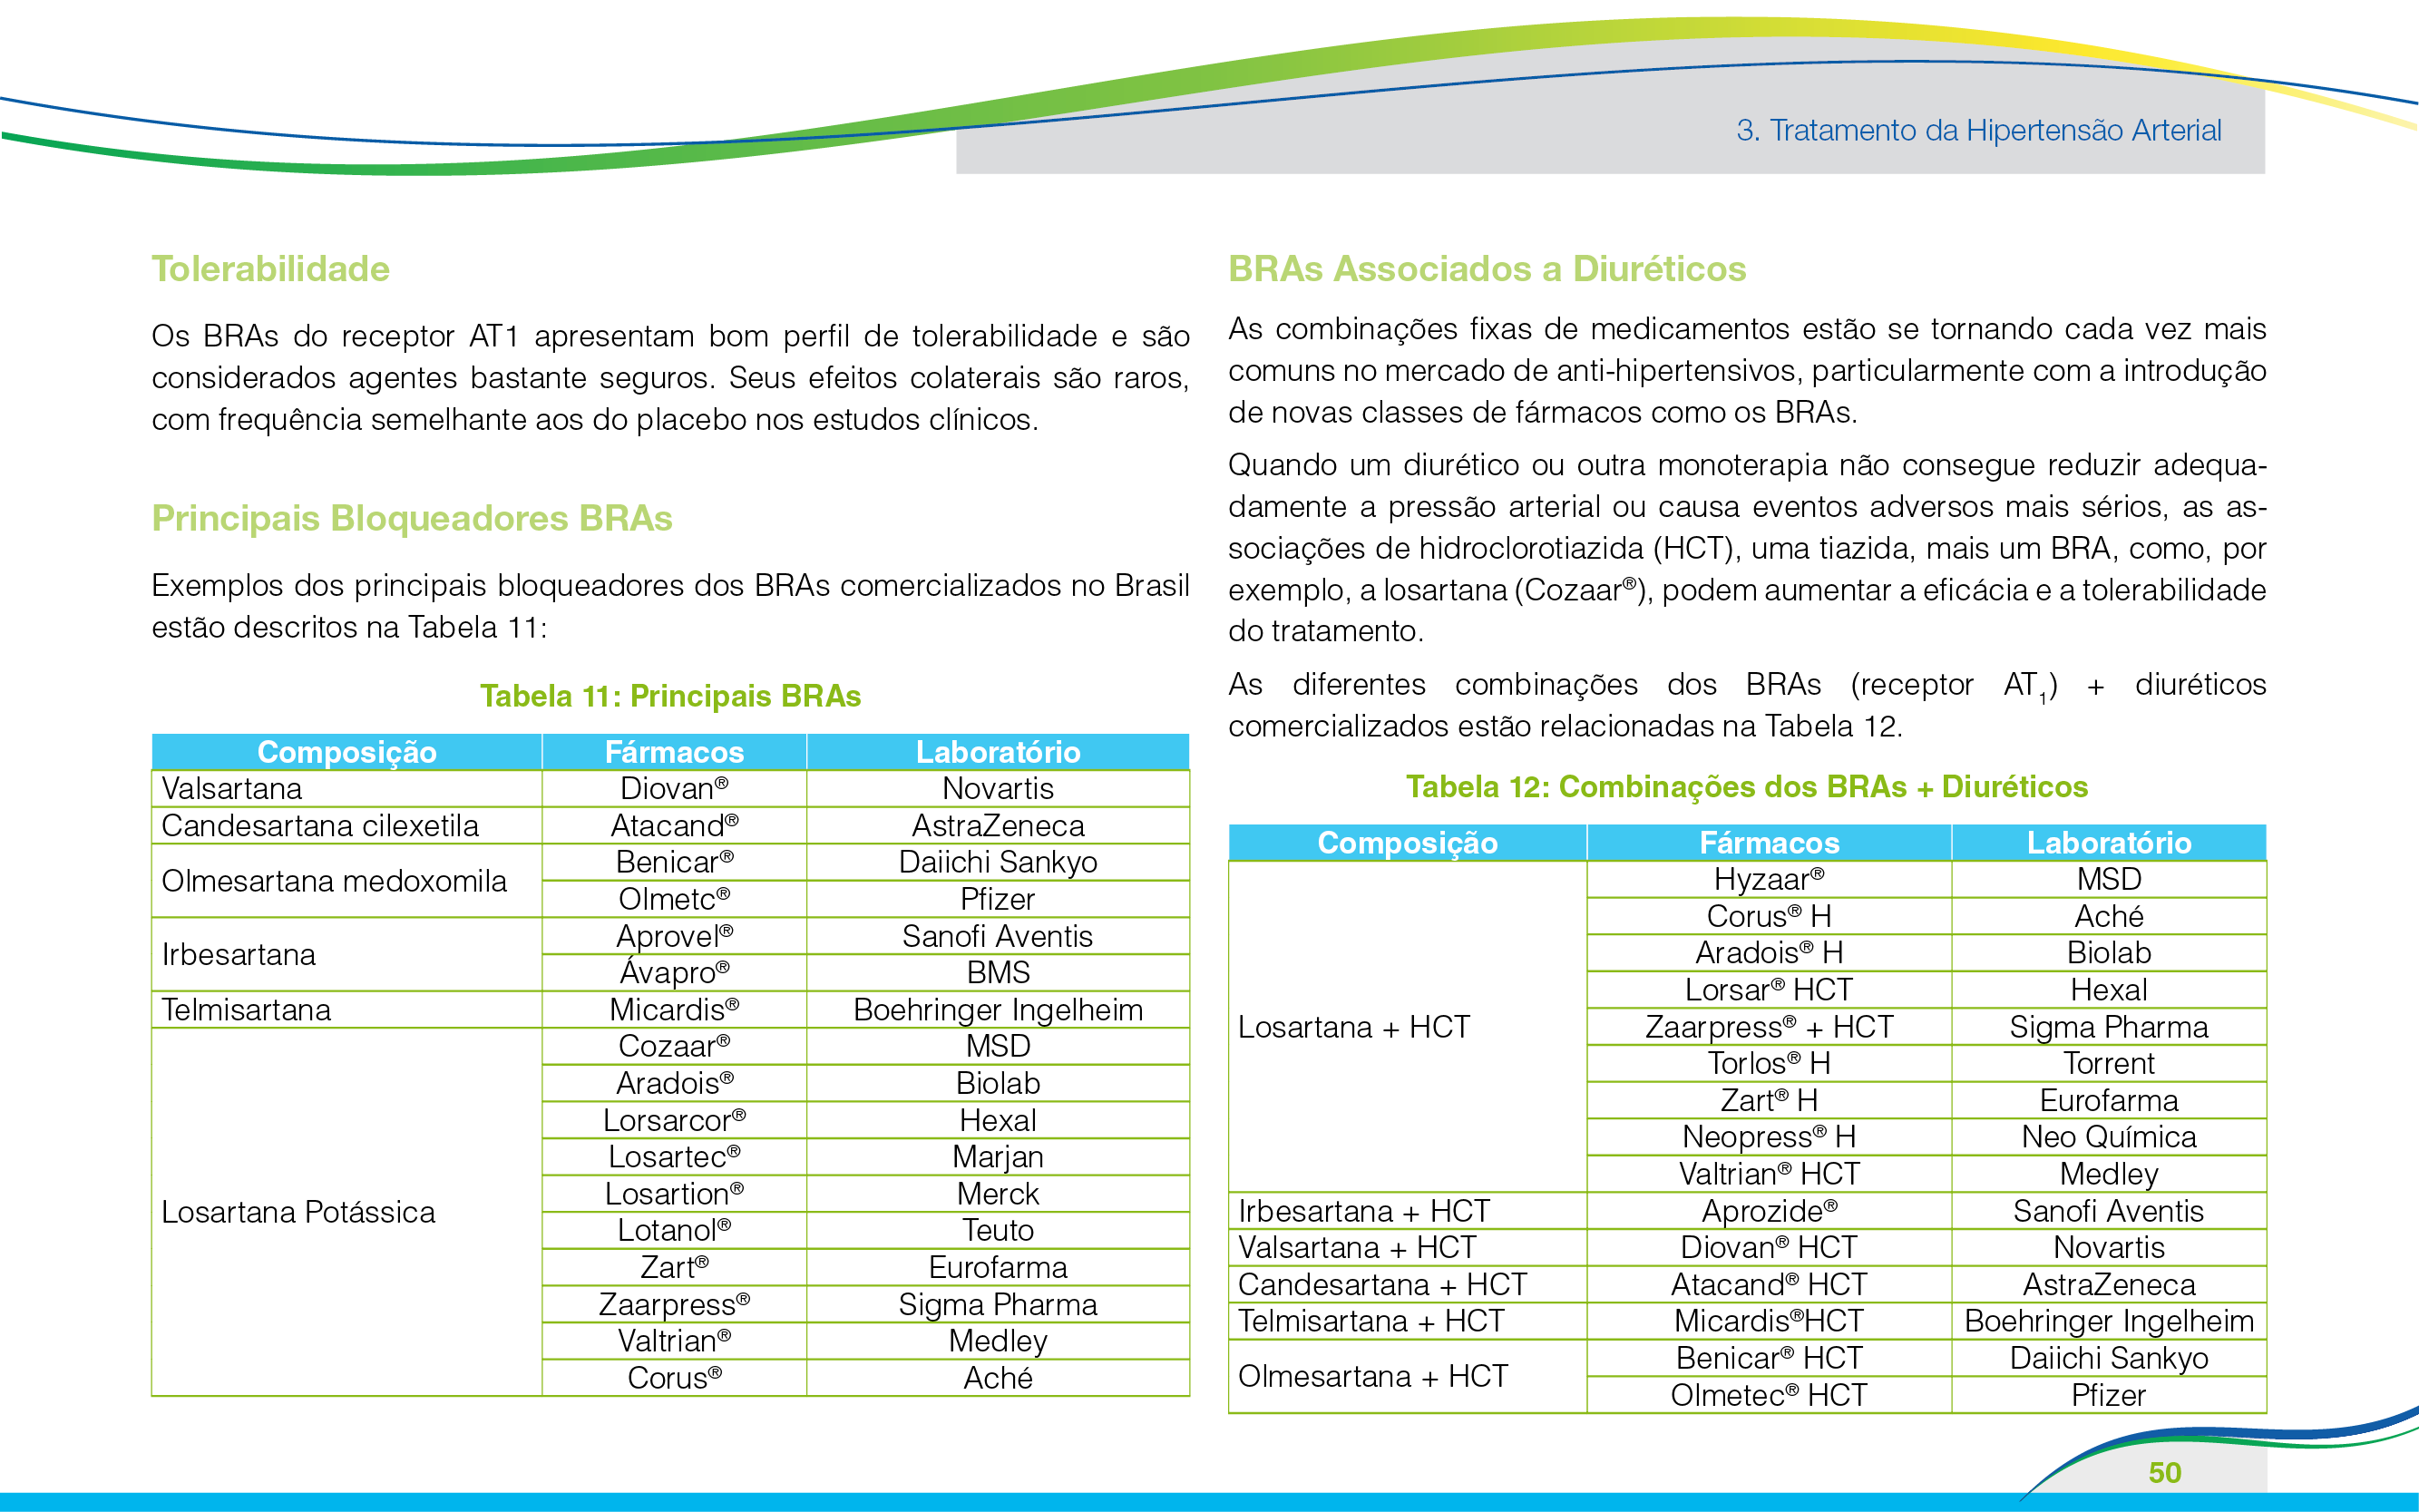 3. Tratamento da Hipertensão Arterial
Tolerabilidade
Os BRAs do receptor AT1 apresentam bom perfil de tolerabilidade e são
considerados agentes bastante seguros. Seus efeitos colaterais são raros,
com frequência semelhante aos do placebo nos estudos clínicos.
Principais Bloqueadores BRAs
Exemplos dos principais bloqueadores dos BRAs comercializados no Brasil
estão descritos na Tabela 11:
Tabela 11: Principais BRAs
Composição Fármacos Laboratório
Valsartana Diovan® Novartis
Candesartana cilexetila Atacand® AstraZeneca
Olmesartana medoxomila Benicar® Daiichi Sankyo
Olmetc® Pfizer
Irbesartana Aprovel® Sanofi Aventis
Ávapro® BMS
Telmisartana Micardis® Boehringer Ingelheim
Losartana Potássica Cozaar® MSD
Aradois® Biolab
Lorsarcor® Hexal
Losartec® Marjan
Losartion® Merck
Lotanol® Teuto
Zart® Eurofarma
Zaarpress® Sigma Pharma
Valtrian® Medley
Corus® Aché
BRAs Associados a Diuréticos
As combinações fixas de medicamentos estão se tornando cada vez mais
comuns no mercado de anti-hipertensivos, particularmente com a introdução
de novas classes de fármacos como os BRAs.
Quando um diurético ou outra monoterapia não consegue reduzir adequa-
damente a pressão arterial ou causa eventos adversos mais sérios, as as-
sociações de hidroclorotiazida (HCT), uma tiazida, mais um BRA, como, por
exemplo, a losartana (Cozaar®), podem aumentar a eficácia e a tolerabilidade
do tratamento.
As diferentes combinações dos BRAs (receptor AT₁) + diuréticos
comercializados estão relacionadas na Tabela 12.
Tabela 12: Combinações dos BRAs + Diuréticos
Composição Fármacos Laboratório
Losartana + HCT Hyzaar® MSD
Corus® H Aché
Aradois® H Biolab
Lorsar® HCT Hexal
Zaarpress® + HCT Sigma Pharma
Torlos® H Torrent
Zart® H Eurofarma
Neopress® H Neo Química
Valtrian® HCT Medley
Irbesartana + HCT Aprozide® Sanofi Aventis
Valsartana + HCT Diovan® HCT Novartis
Candesartana + HCT Atacand® HCT AstraZeneca
Telmisartana + HCT Micardis®HCT Boehringer Ingelheim
Olmesartana + HCT Benicar® HCT Daiichi Sankyo
Olmetec® HCT Pfizer
50